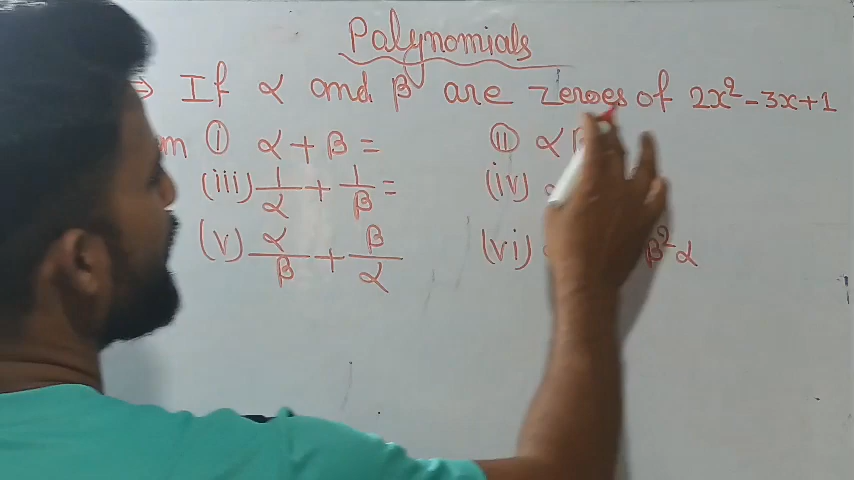 Polynomials
→ If α and β are zeroes of 2x² - 3x + 1
(i) α + β = (ii) α β
(iii) 1/α + 1/β = (iv)
(v) α/β + β/α (vi) β²α